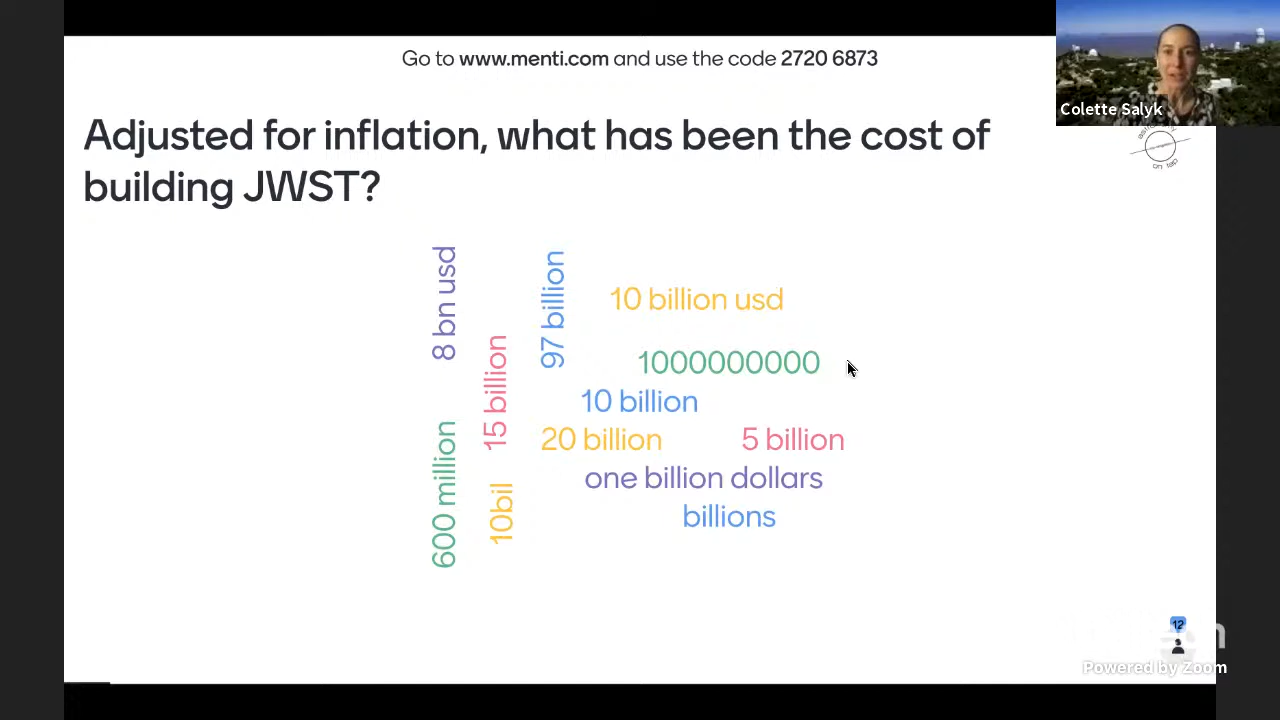 Go to www.menti.com and use the code 2720 6873
Colette Salyk
Adjusted for inflation, what has been the cost of
building JWST?
on tap
8 bn usd
97 billion
10 billion usd
15 billion
1000000000
10 billion
20 billion
5 billion
600 million
10bil
one billion dollars
billions
12
Powered by Zoom